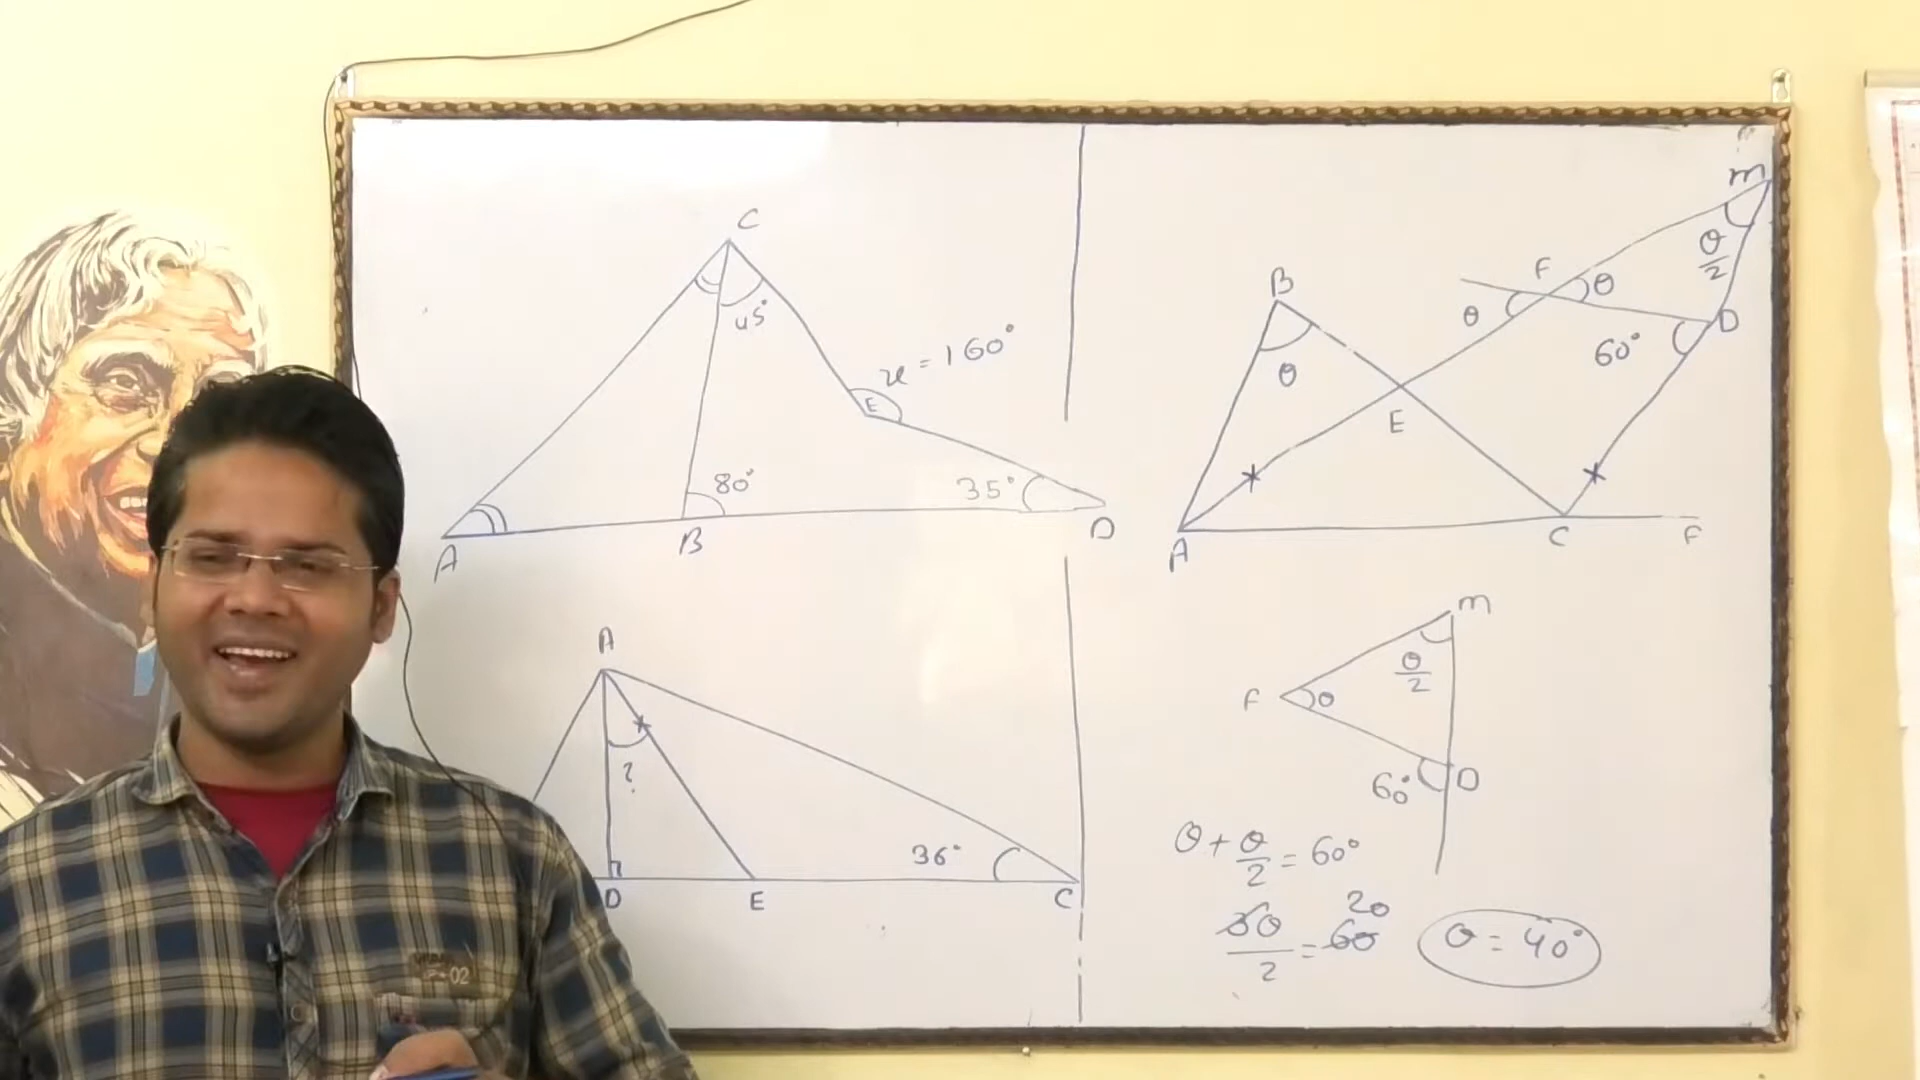 C
45°
x = 160°
E
80°
35°
A
B
D
A
?
36°
D
E
C
m
θ/2
F
θ
θ
B
D
60°
θ
E
A
C
F
m
θ/2
F
θ
60°
D
θ + θ/2 = 60°
20
3θ/2 = 60
θ = 40°
02